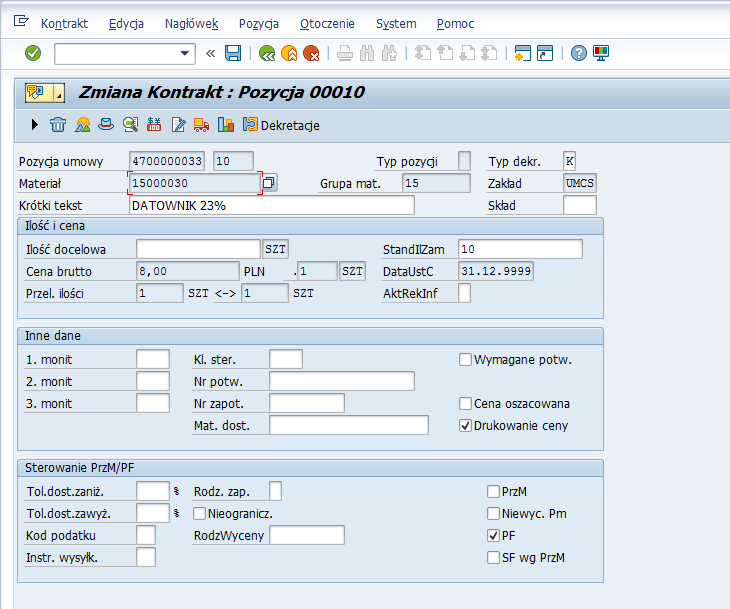 Kontrakt Edycja Nagłówek Pozycja Otoczenie System Pomoc
Zmiana Kontrakt : Pozycja 00010
Dekretacje
Pozycja umowy 4700000033 10 Typ pozycji Typ dekr. K
Materiał 15000030 Grupa mat. 15 Zakład UMCS
Krótki tekst DATOWNIK 23% Skład
Ilość i cena
Ilość docelowa SZT StandIlZam 10
Cena brutto 8,00 PLN . 1 SZT DataUstC 31.12.9999
Przel. ilości 1 SZT <-> 1 SZT AktRekInf
Inne dane
1. monit Kl. ster. Wymagane potw.
2. monit Nr potw.
3. monit Nr zapot. Cena oszacowana
Mat. dost. Drukowanie ceny
Sterowanie PrzM/PF
Tol.dost.zaniż. % Rodz. zap. PrzM
Tol.dost.zawyż. % Nieogranicz. Niewyc. Pm
Kod podatku RodzWyceny PF
Instr. wysyłk. SF wg PrzM